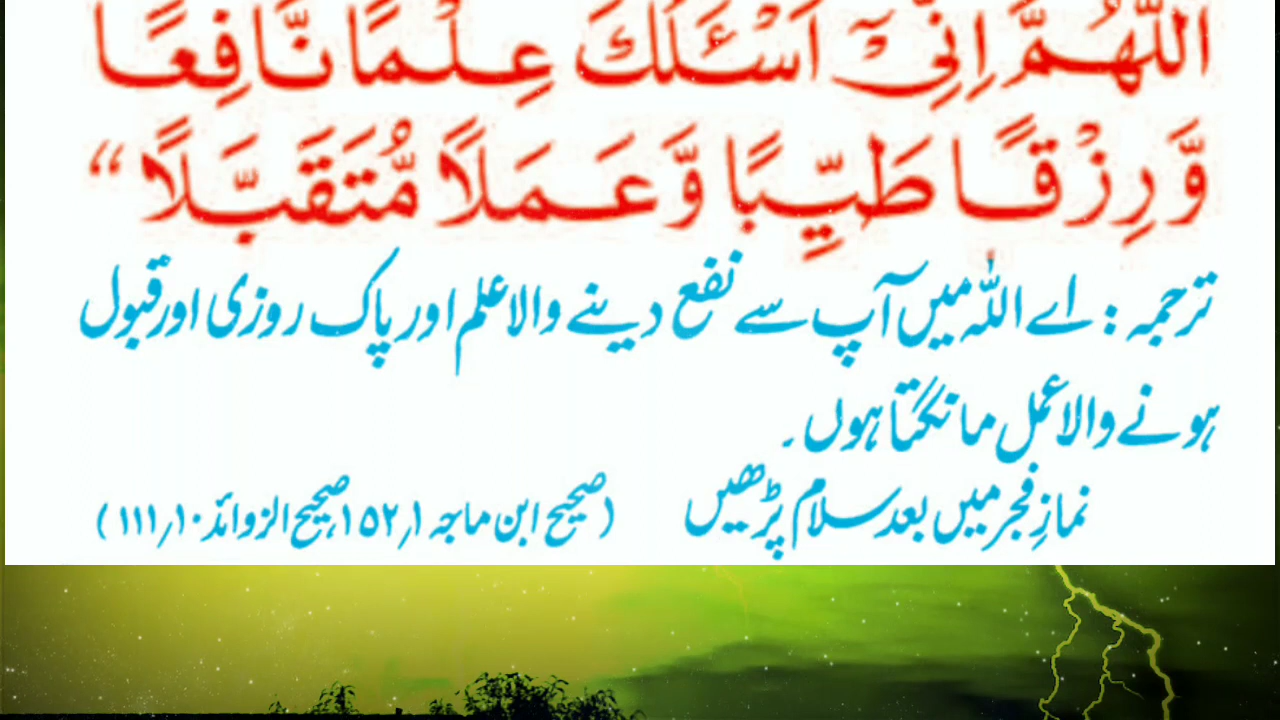 اَللّٰهُمَّ اِنِّیْٓ اَسْئَلُكَ عِلْمًا نَّافِعًا
وَّرِزْقًا طَيِّبًا وَّعَمَلًا مُّتَقَبَّلًا “
ترجمہ : اے اللہ میں آپ سے نفع دینے والا علم اور پاک روزی اور قبول
ہونے والا عمل مانگتا ہوں۔
نمازِ فجر میں بعد سلام پڑھیں (صحیح ابن ماجہ ۱؍۱۵۲، صحیح الزوائد ۱۰؍۱۱۱)